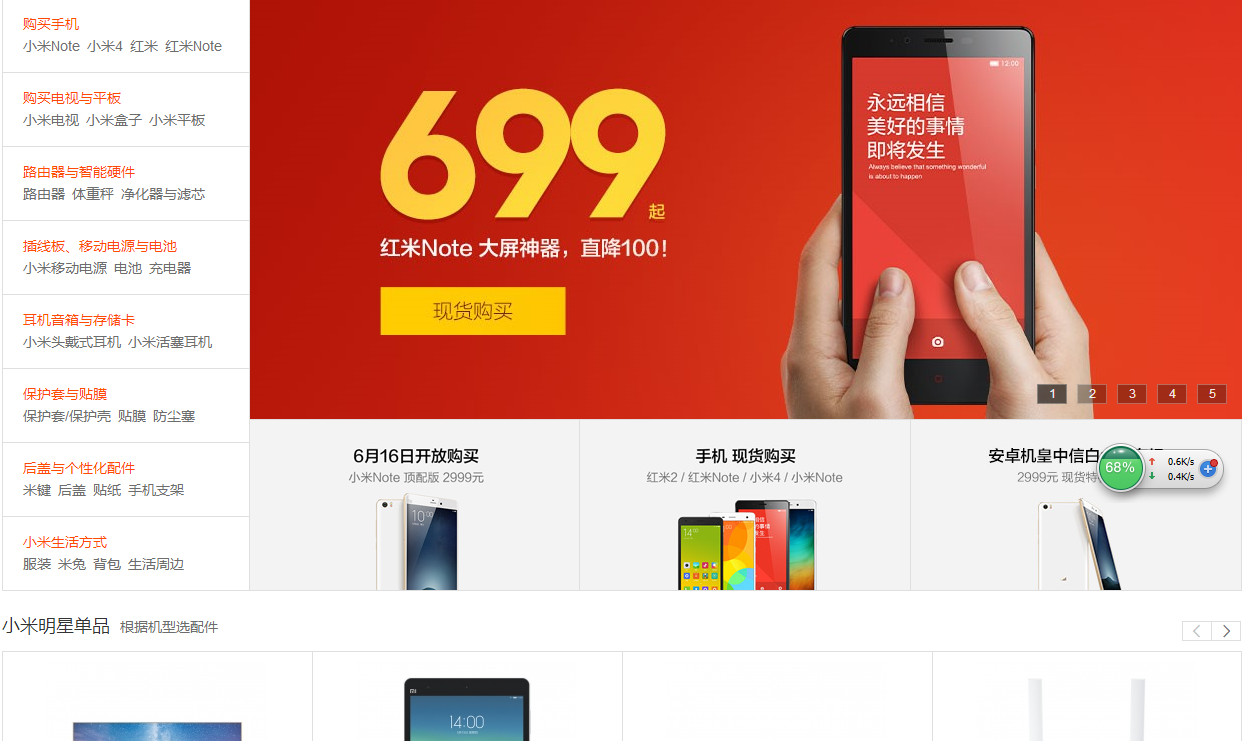 购买手机
小米Note 小米4 红米 红米Note
购买电视与平板
小米电视 小米盒子 小米平板
路由器与智能硬件
路由器 体重秤 净化器与滤芯
插线板、移动电源与电池
小米移动电源 电池 充电器
耳机音箱与存储卡
小米头戴式耳机 小米活塞耳机
保护套与贴膜
保护套/保护壳 贴膜 防尘塞
后盖与个性化配件
米键 后盖 贴纸 手机支架
小米生活方式
服装 米兔 背包 生活周边
699起
红米Note 大屏神器，直降100！
现货购买
12:00
永远相信
美好的事情
即将发生
Always believe that something wonderful
is about to happen
1 2 3 4 5
6月16日开放购买
小米Note 顶配版 2999元
10:00
手机 现货购买
红米2 / 红米Note / 小米4 / 小米Note
安卓机皇中信白
2999元 现货特
68%
0.6K/s
0.4K/s
小米明星单品 根据机型选配件
MI
14:00